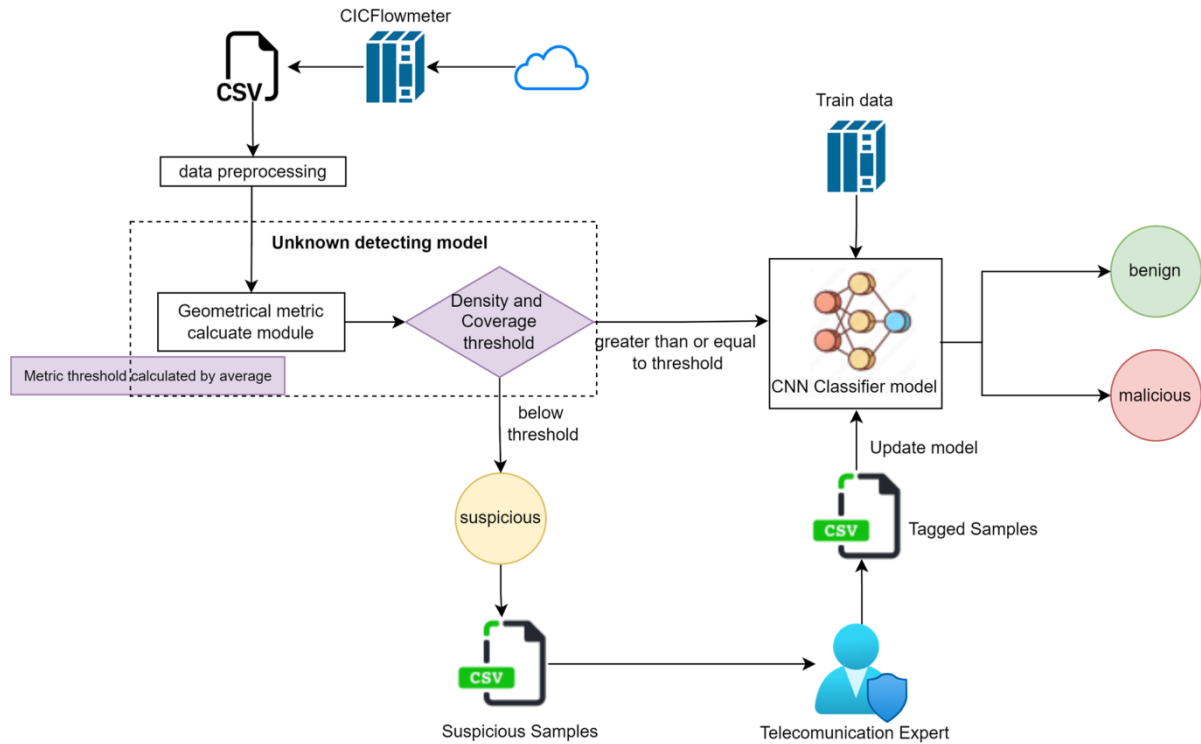 CICFlowmeter
CSV
Train data
data preprocessing
Unknown detecting model
Geometrical metric
calcuate module
Density and
Coverage
threshold
greater than or equal
to threshold
Metric threshold calculated by average
CNN Classifier model
benign
malicious
below
threshold
suspicious
Update model
CSV
Tagged Samples
CSV
Suspicious Samples
Telecommunication Expert